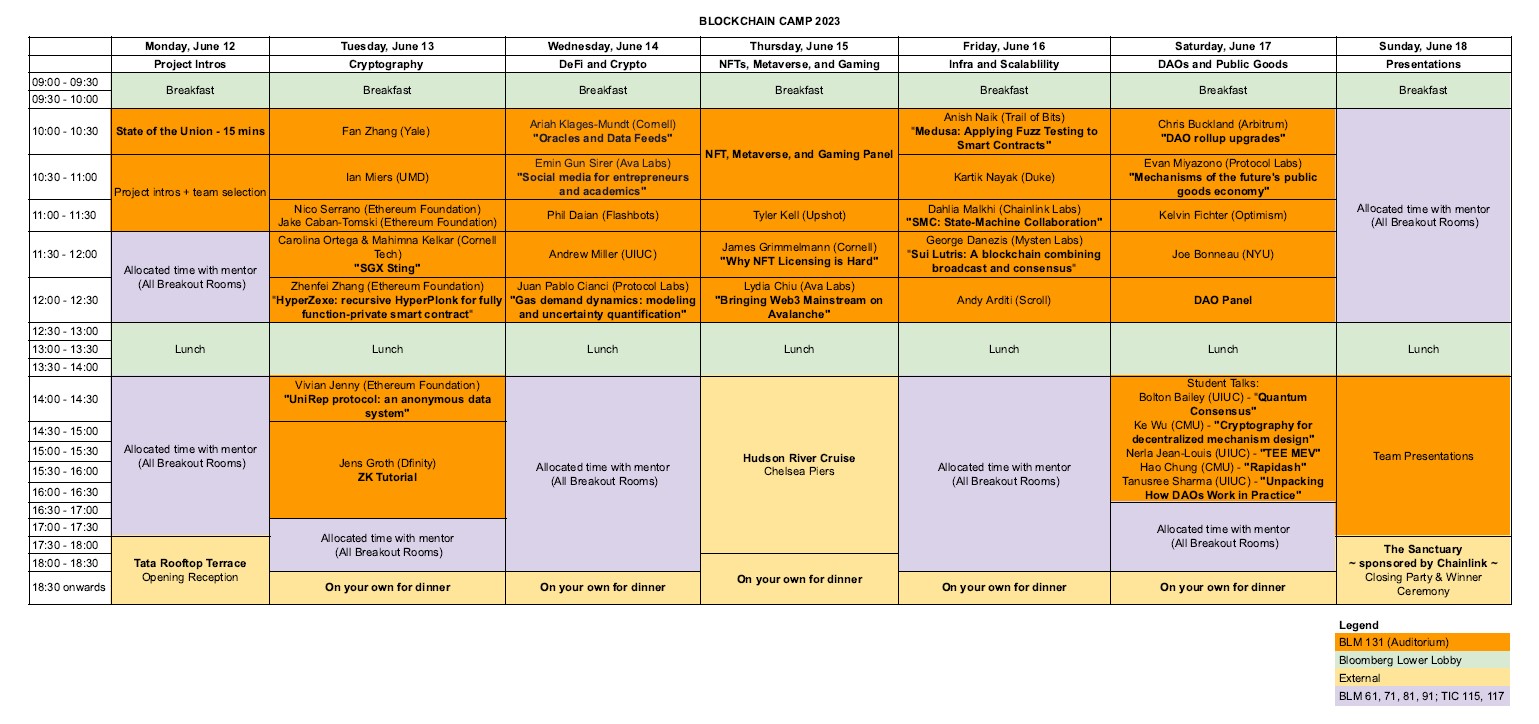 BLOCKCHAIN CAMP 2023
Monday, June 12 Tuesday, June 13 Wednesday, June 14 Thursday, June 15 Friday, June 16 Saturday, June 17 Sunday, June 18
Project Intros Cryptography DeFi and Crypto NFTs, Metaverse, and Gaming Infra and Scalablility DAOs and Public Goods Presentations
09:00 - 09:30
09:30 - 10:00
Breakfast Breakfast Breakfast Breakfast Breakfast Breakfast Breakfast
10:00 - 10:30
State of the Union - 15 mins
Fan Zhang (Yale)
Ariah Klages-Mundt (Cornell)
"Oracles and Data Feeds"
NFT, Metaverse, and Gaming Panel
Anish Naik (Trail of Bits)
"Medusa: Applying Fuzz Testing to
Smart Contracts"
Chris Buckland (Arbitrum)
"DAO rollup upgrades"
Allocated time with mentor
(All Breakout Rooms)
10:30 - 11:00
Project intros + team selection
Ian Miers (UMD)
Emin Gun Sirer (Ava Labs)
"Social media for entrepreneurs
and academics"
Kartik Nayak (Duke)
Evan Miyazono (Protocol Labs)
"Mechanisms of the future's public
goods economy"
11:00 - 11:30
Nico Serrano (Ethereum Foundation)
Jake Caban-Tomski (Ethereum Foundation)
Phil Daian (Flashbots)
Tyler Kell (Upshot)
Dahlia Malkhi (Chainlink Labs)
"SMC: State-Machine Collaboration"
Kelvin Fichter (Optimism)
11:30 - 12:00
Allocated time with mentor
(All Breakout Rooms)
Carolina Ortega & Mahimna Kelkar (Cornell
Tech)
"SGX Sting"
Andrew Miller (UIUC)
James Grimmelmann (Cornell)
"Why NFT Licensing is Hard"
George Danezis (Mysten Labs)
"Sui Lutris: A blockchain combining
broadcast and consensus"
Joe Bonneau (NYU)
12:00 - 12:30
Zhenfei Zhang (Ethereum Foundation)
"HyperZexe: recursive HyperPlonk for fully
function-private smart contract"
Juan Pablo Cianci (Protocol Labs)
"Gas demand dynamics: modeling
and uncertainty quantification"
Lydia Chiu (Ava Labs)
"Bringing Web3 Mainstream on
Avalanche"
Andy Arditi (Scroll)
DAO Panel
12:30 - 13:00
13:00 - 13:30
13:30 - 14:00
Lunch Lunch Lunch Lunch Lunch Lunch Lunch
14:00 - 14:30
Allocated time with mentor
(All Breakout Rooms)
Vivian Jenny (Ethereum Foundation)
"UniRep protocol: an anonymous data
system"
Allocated time with mentor
(All Breakout Rooms)
Hudson River Cruise
Chelsea Piers
Allocated time with mentor
(All Breakout Rooms)
Student Talks:
Bolton Bailey (UIUC) - "Quantum
Consensus"
Ke Wu (CMU) - "Cryptography for
decentralized mechanism design"
Nerla Jean-Louis (UIUC) - "TEE MEV"
Hao Chung (CMU) - "Rapidash"
Tanusree Sharma (UIUC) - "Unpacking
How DAOs Work in Practice"
Team Presentations
14:30 - 15:00
15:00 - 15:30
15:30 - 16:00
16:00 - 16:30
16:30 - 17:00
Jens Groth (Dfinity)
ZK Tutorial
17:00 - 17:30
Allocated time with mentor
(All Breakout Rooms)
Allocated time with mentor
(All Breakout Rooms)
17:30 - 18:00
18:00 - 18:30
18:30 onwards
Tata Rooftop Terrace
Opening Reception
On your own for dinner
On your own for dinner
On your own for dinner
On your own for dinner
On your own for dinner
The Sanctuary
~ sponsored by Chainlink ~
Closing Party & Winner
Ceremony
Legend
BLM 131 (Auditorium)
Bloomberg Lower Lobby
External
BLM 61, 71, 81, 91; TIC 115, 117